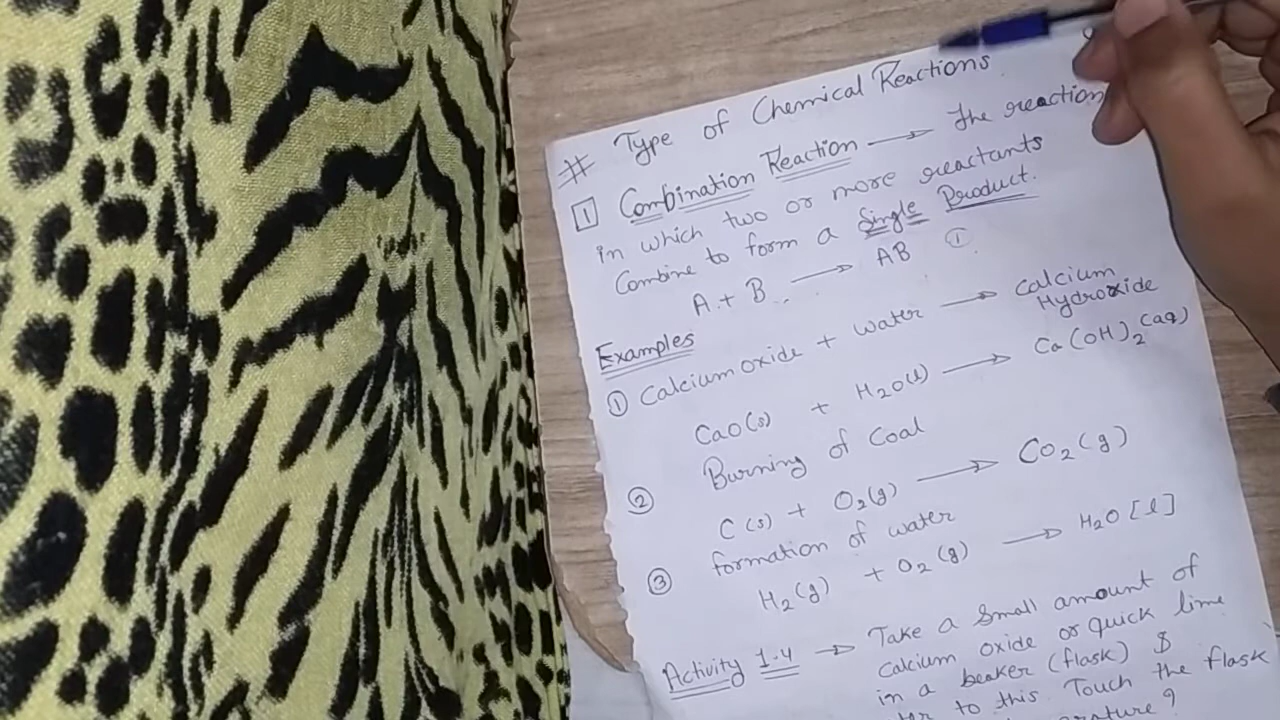 # Type of Chemical Reactions
1 Combination Reaction → The reaction
in which two or more reactants
Combine to form a Single Product.
A + B → AB ①
Examples
① Calcium oxide + water → Calcium Hydroxide
CaO(s) + H2O(l) → Ca(OH)2(aq)
② Burning of Coal
C(s) + O2(g) → CO2(g)
③ formation of water
H2(g) + O2(g) → H2O[l]
Activity 1.4 → Take a Small amount of
calcium oxide or quick lime
in a beaker (flask) $
to this. Touch the flask